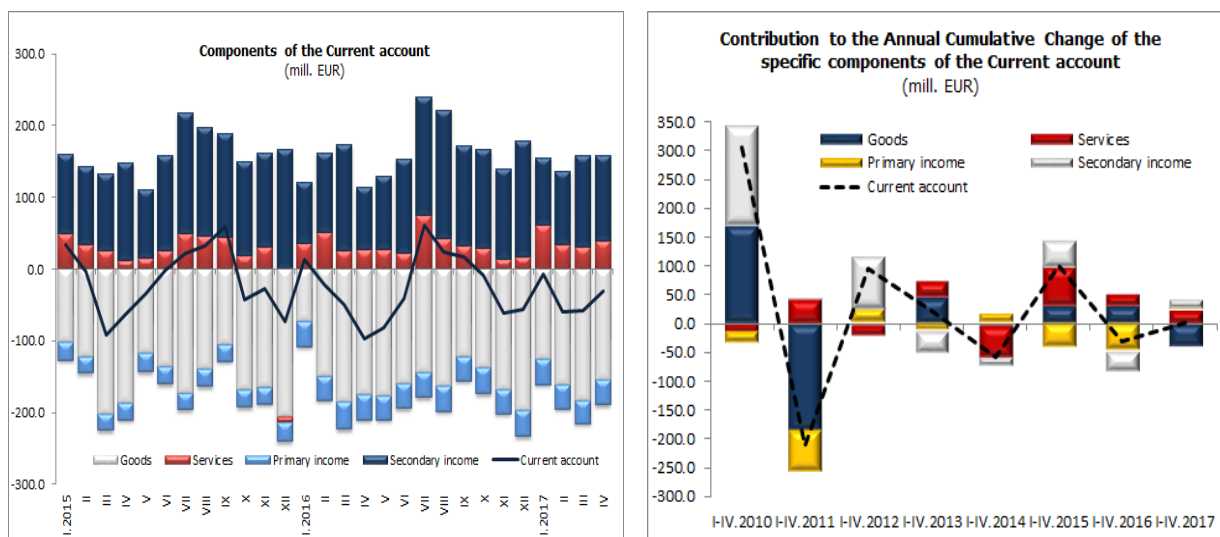 Components of the Current account
(mill. EUR)
300.0
200.0
100.0
0.0
-100.0
-200.0
-300.0
Goods Services Primary income Secondary income Current account
I.2015 II III IV V VI VII VIII IX X XI XII I.2016 II III IV V VI VII VIII IX X XI XII I.2017 II III IV
Contribution to the Annual Cumulative Change of the
specific components of the Current account
(mill. EUR)
350.0
300.0
250.0
200.0
150.0
100.0
50.0
0.0
-50.0
-100.0
-150.0
-200.0
-250.0
-300.0
Goods Services
Primary income Secondary income
Current account
I-IV.2010 I-IV.2011 I-IV.2012 I-IV.2013 I-IV.2014 I-IV.2015 I-IV.2016 I-IV.2017